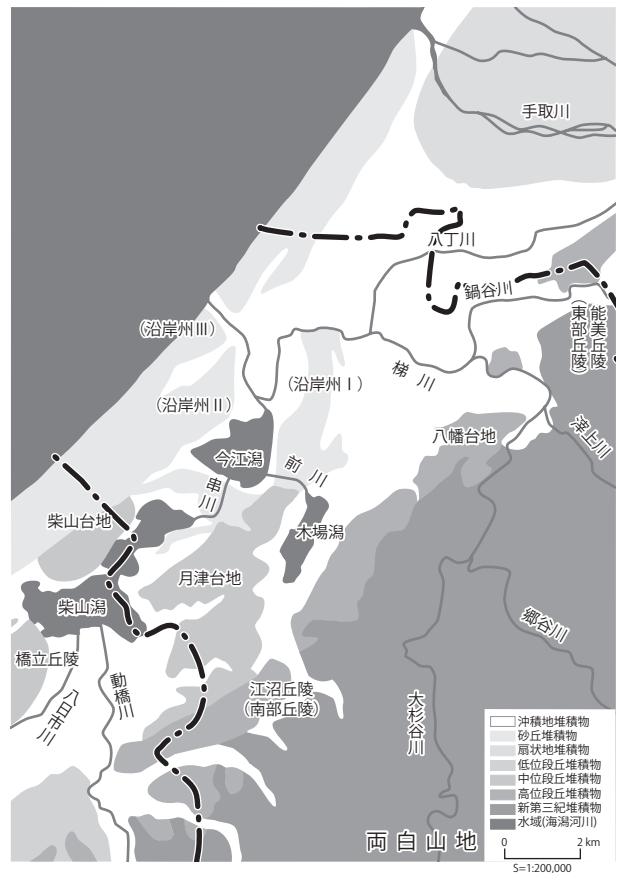 手取川
八丁川
鍋谷川
能美丘陵
（東部丘陵）
（沿岸州Ⅲ）
（沿岸州Ⅰ）
梯川
（沿岸州Ⅱ）
八幡台地
滓上川
今江潟
前川
串川
木場潟
柴山台地
月津台地
柴山潟
郷谷川
橋立丘陵
動橋川
八日市川
江沼丘陵
（南部丘陵）
大杉谷川
両白山地
沖積地堆積物
砂丘堆積物
扇状地堆積物
低位段丘堆積物
中位段丘堆積物
高位段丘堆積物
新第三紀堆積物
水域(海潟河川)
0 2 km
S=1:200,000